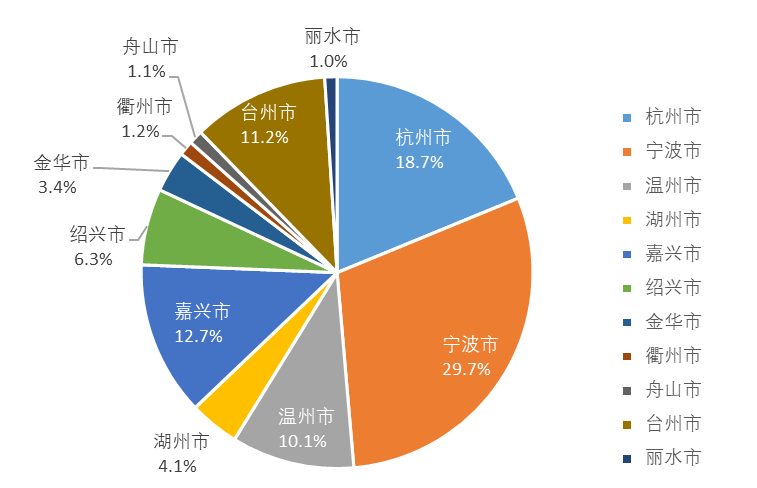 丽水市
1.0%
舟山市
1.1%
衢州市
1.2%
金华市
3.4%
绍兴市
6.3%
台州市
11.2%
杭州市
18.7%
嘉兴市
12.7%
宁波市
29.7%
湖州市
4.1%
温州市
10.1%
杭州市
宁波市
温州市
湖州市
嘉兴市
绍兴市
金华市
衢州市
舟山市
台州市
丽水市